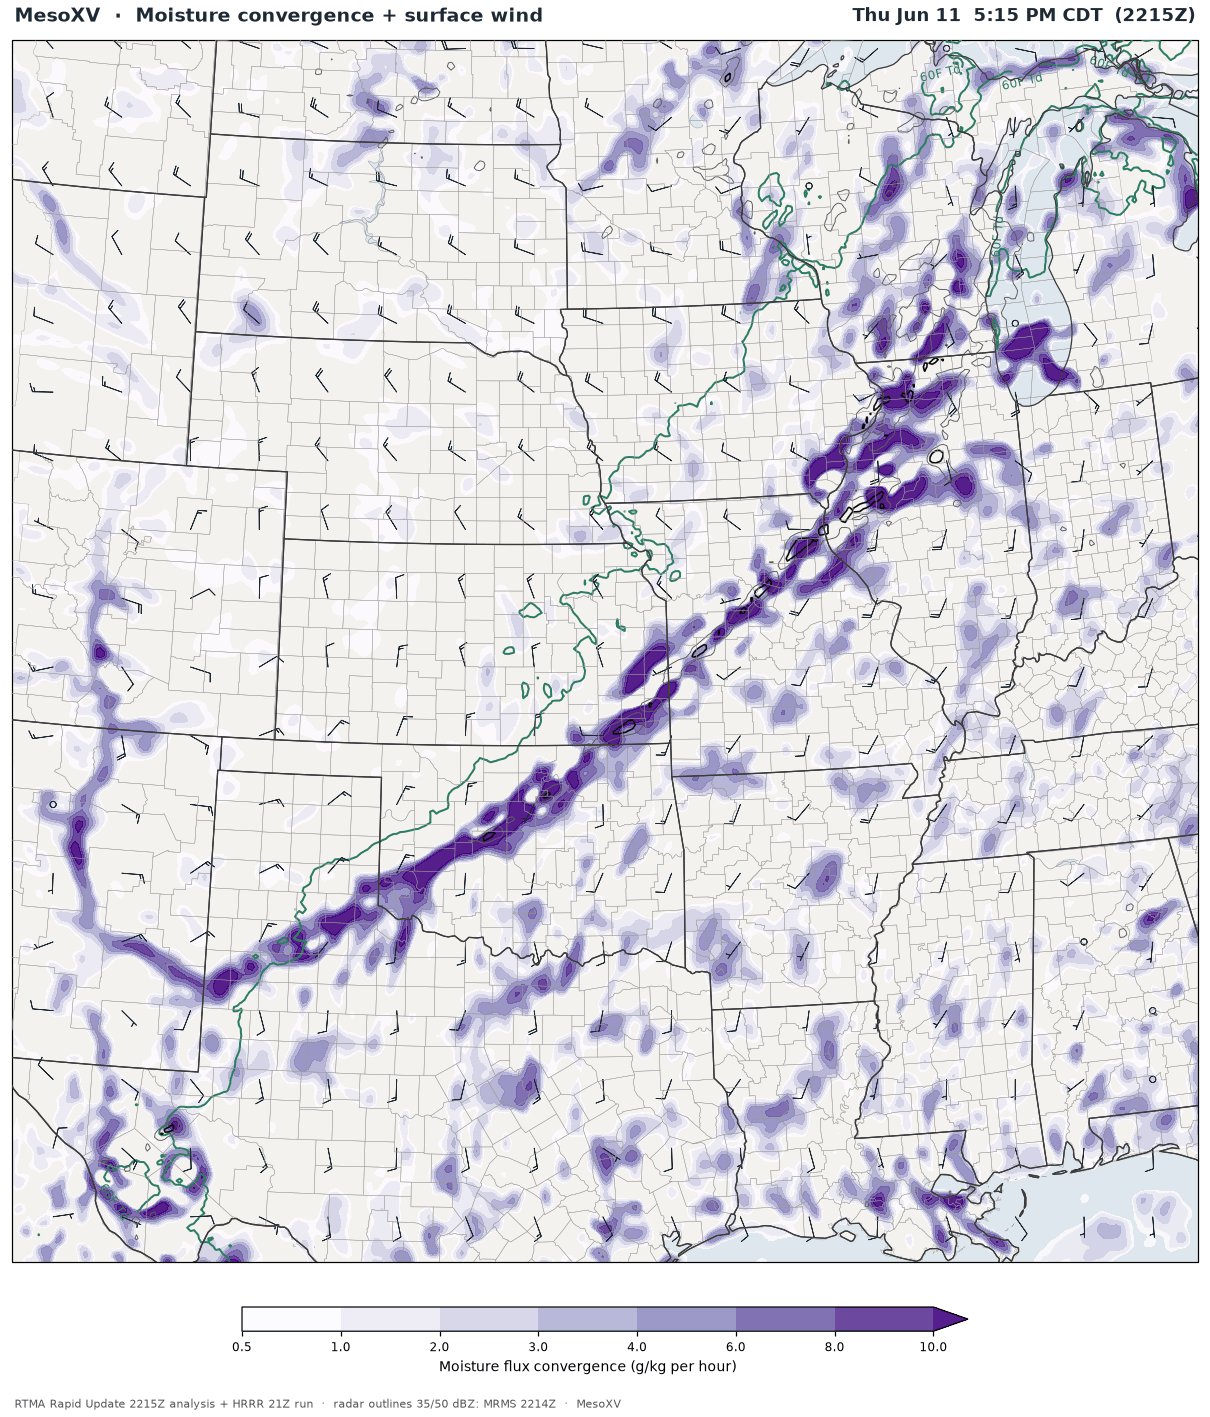 MesoXV · Moisture convergence + surface wind
Thu Jun 11 5:15 PM CDT (2215Z)
60F Td
60F Td
0.5 1.0 2.0 3.0 4.0 6.0 8.0 10.0
Moisture flux convergence (g/kg per hour)
RTMA Rapid Update 2215Z analysis + HRRR 21Z run · radar outlines 35/50 dBZ: MRMS 2214Z · MesoXV